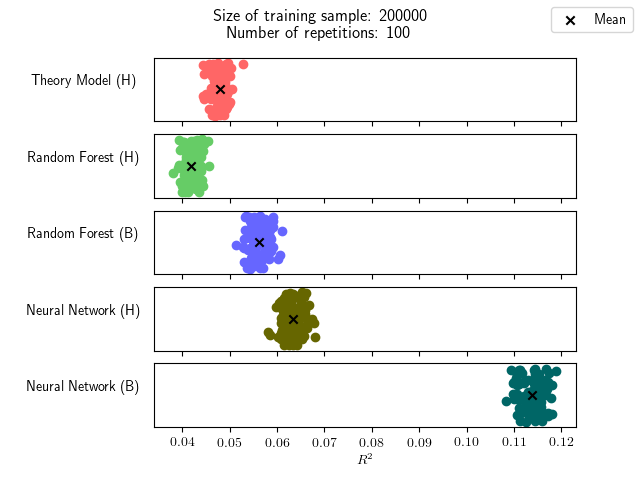 Size of training sample: 200000
Number of repetitions: 100
Mean
Theory Model (H)
Random Forest (H)
Random Forest (B)
Neural Network (H)
Neural Network (B)
0.04 0.05 0.06 0.07 0.08 0.09 0.10 0.11 0.12
R²